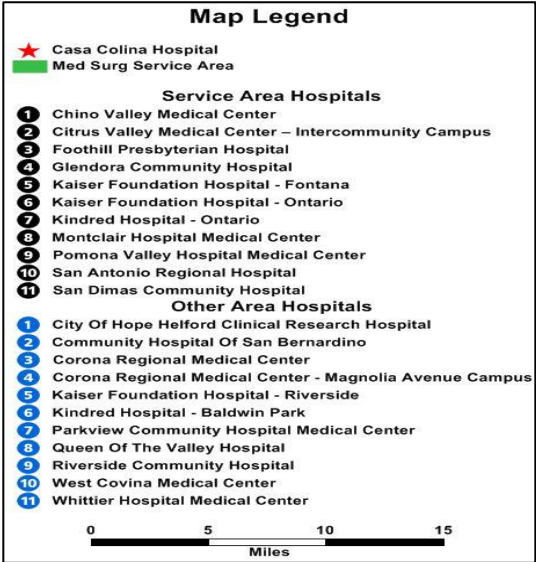 Map Legend
Casa Colina Hospital
Med Surg Service Area
Service Area Hospitals
1 Chino Valley Medical Center
2 Citrus Valley Medical Center – Intercommunity Campus
3 Foothill Presbyterian Hospital
4 Glendora Community Hospital
5 Kaiser Foundation Hospital - Fontana
6 Kaiser Foundation Hospital - Ontario
7 Kindred Hospital - Ontario
8 Montclair Hospital Medical Center
9 Pomona Valley Hospital Medical Center
10 San Antonio Regional Hospital
11 San Dimas Community Hospital
Other Area Hospitals
1 City Of Hope Helford Clinical Research Hospital
2 Community Hospital Of San Bernardino
3 Corona Regional Medical Center
4 Corona Regional Medical Center - Magnolia Avenue Campus
5 Kaiser Foundation Hospital - Riverside
6 Kindred Hospital - Baldwin Park
7 Parkview Community Hospital Medical Center
8 Queen Of The Valley Hospital
9 Riverside Community Hospital
10 West Covina Medical Center
11 Whittier Hospital Medical Center
0 5 10 15
Miles